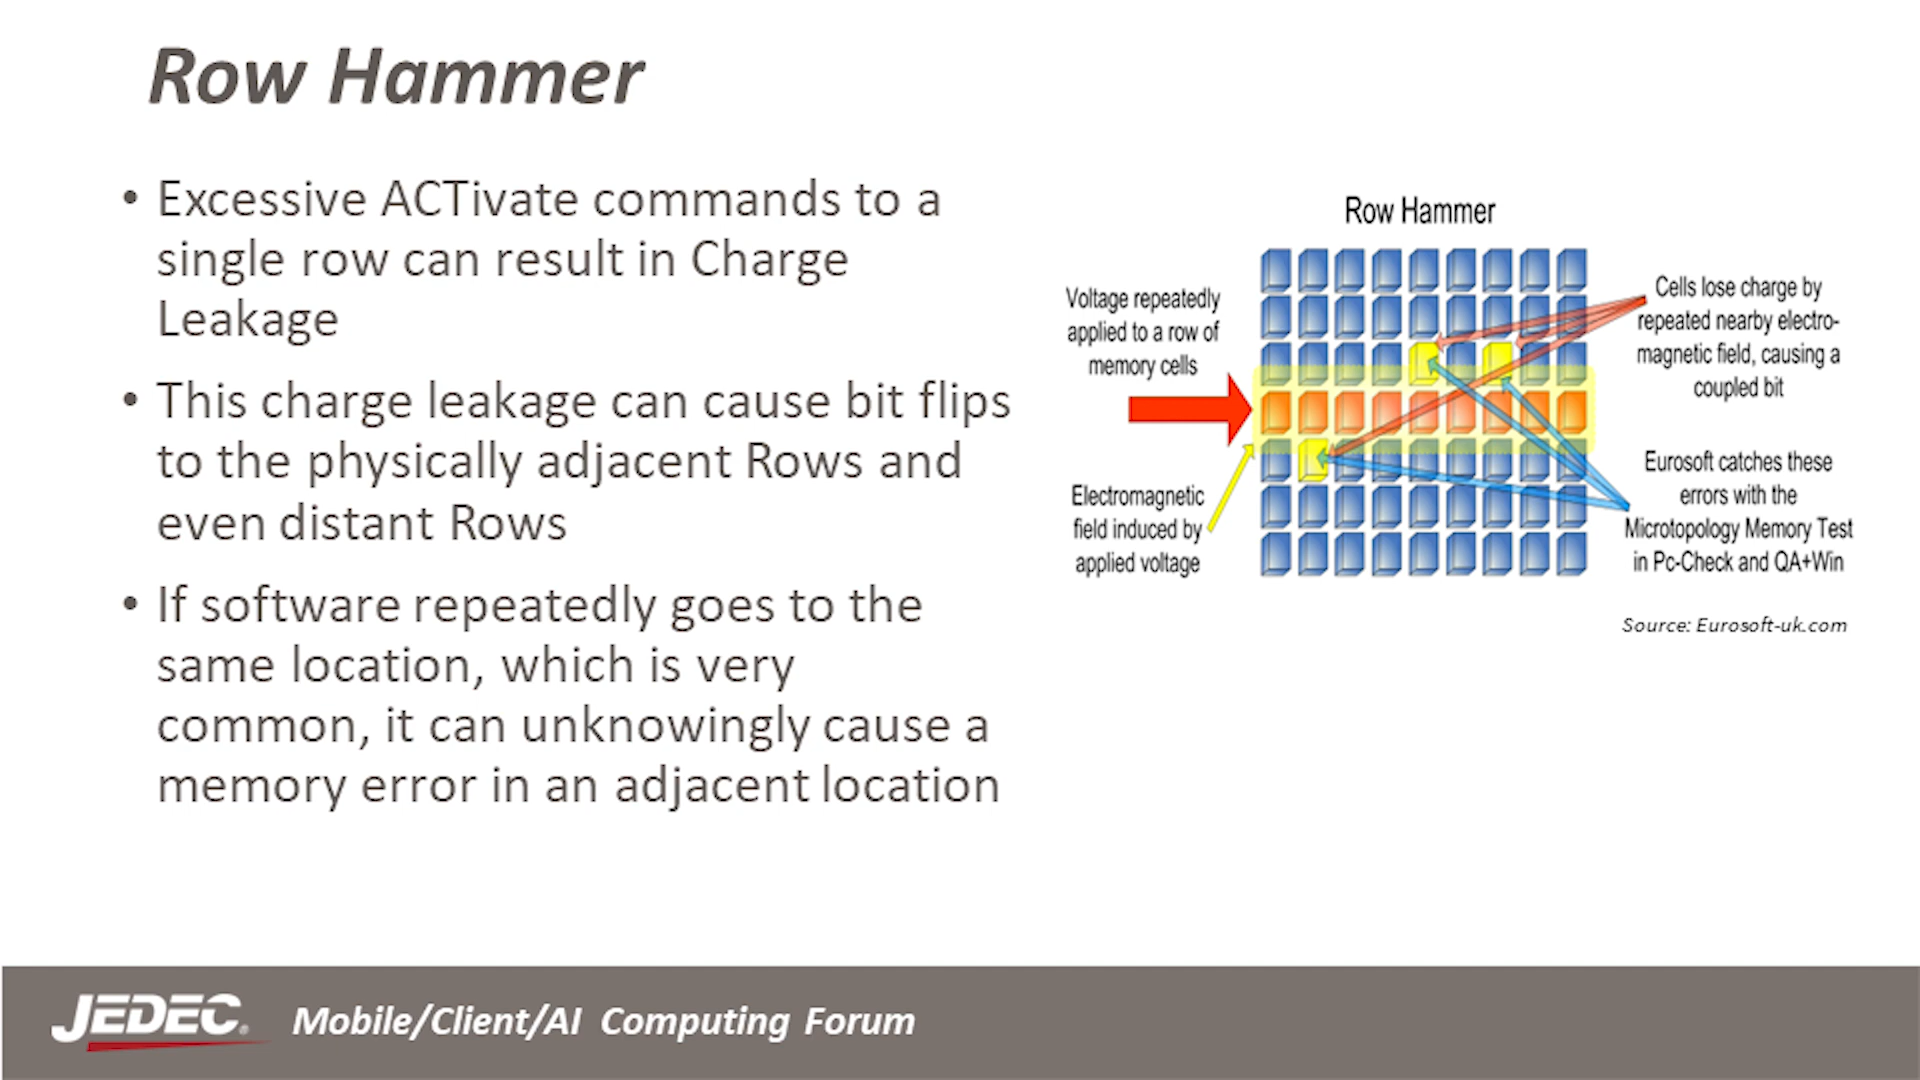 Row Hammer
• Excessive ACTivate commands to a
single row can result in Charge
Leakage
• This charge leakage can cause bit flips
to the physically adjacent Rows and
even distant Rows
• If software repeatedly goes to the
same location, which is very
common, it can unknowingly cause a
memory error in an adjacent location
Row Hammer
Voltage repeatedly
applied to a row of
memory cells
Electromagnetic
field induced by
applied voltage
Cells lose charge by
repeated nearby electro-
magnetic field, causing a
coupled bit
Eurosoft catches these
errors with the
Microtopology Memory Test
in Pc-Check and QA+Win
Source: Eurosoft-uk.com
JEDEC®
Mobile/Client/AI Computing Forum